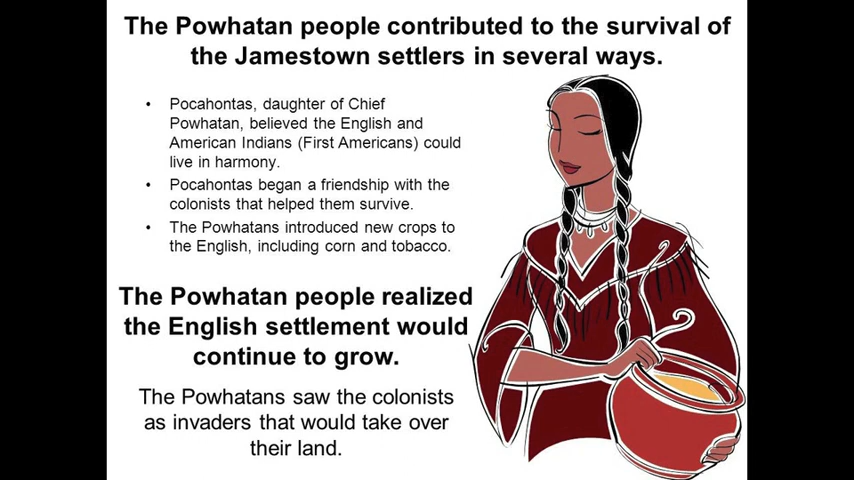 The Powhatan people contributed to the survival of
the Jamestown settlers in several ways.
• Pocahontas, daughter of Chief
Powhatan, believed the English and
American Indians (First Americans) could
live in harmony.
• Pocahontas began a friendship with the
colonists that helped them survive.
• The Powhatans introduced new crops to
the English, including corn and tobacco.
The Powhatan people realized
the English settlement would
continue to grow.
The Powhatans saw the colonists
as invaders that would take over
their land.